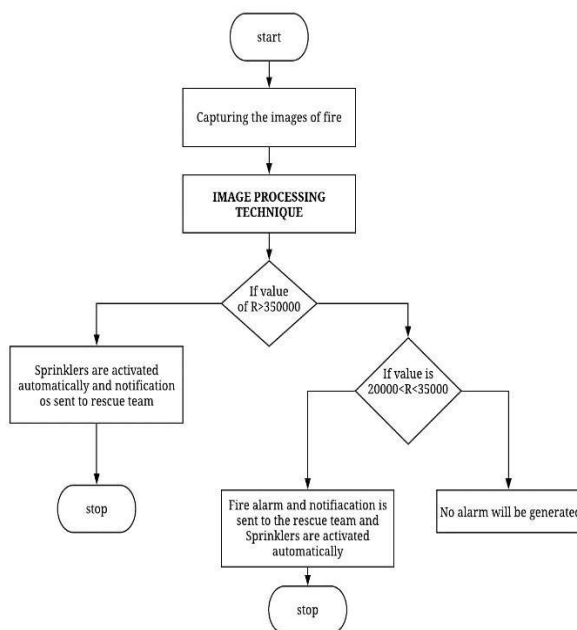 start
Capturing the images of fire
IMAGE PROCESSING
TECHNIQUE
If value
of R>350000
Sprinklers are activated
automatically and notification
os sent to rescue team
If value is
20000<R<35000
stop
Fire alarm and notifiacation is
sent to the rescue team and
Sprinklers are activated
automatically
No alarm will be generated
stop